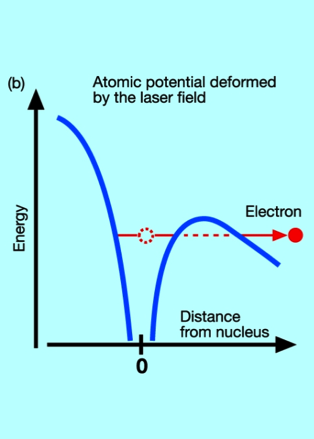 (b)
Atomic potential deformed
by the laser field
Energy
Electron
Distance
from nucleus
0